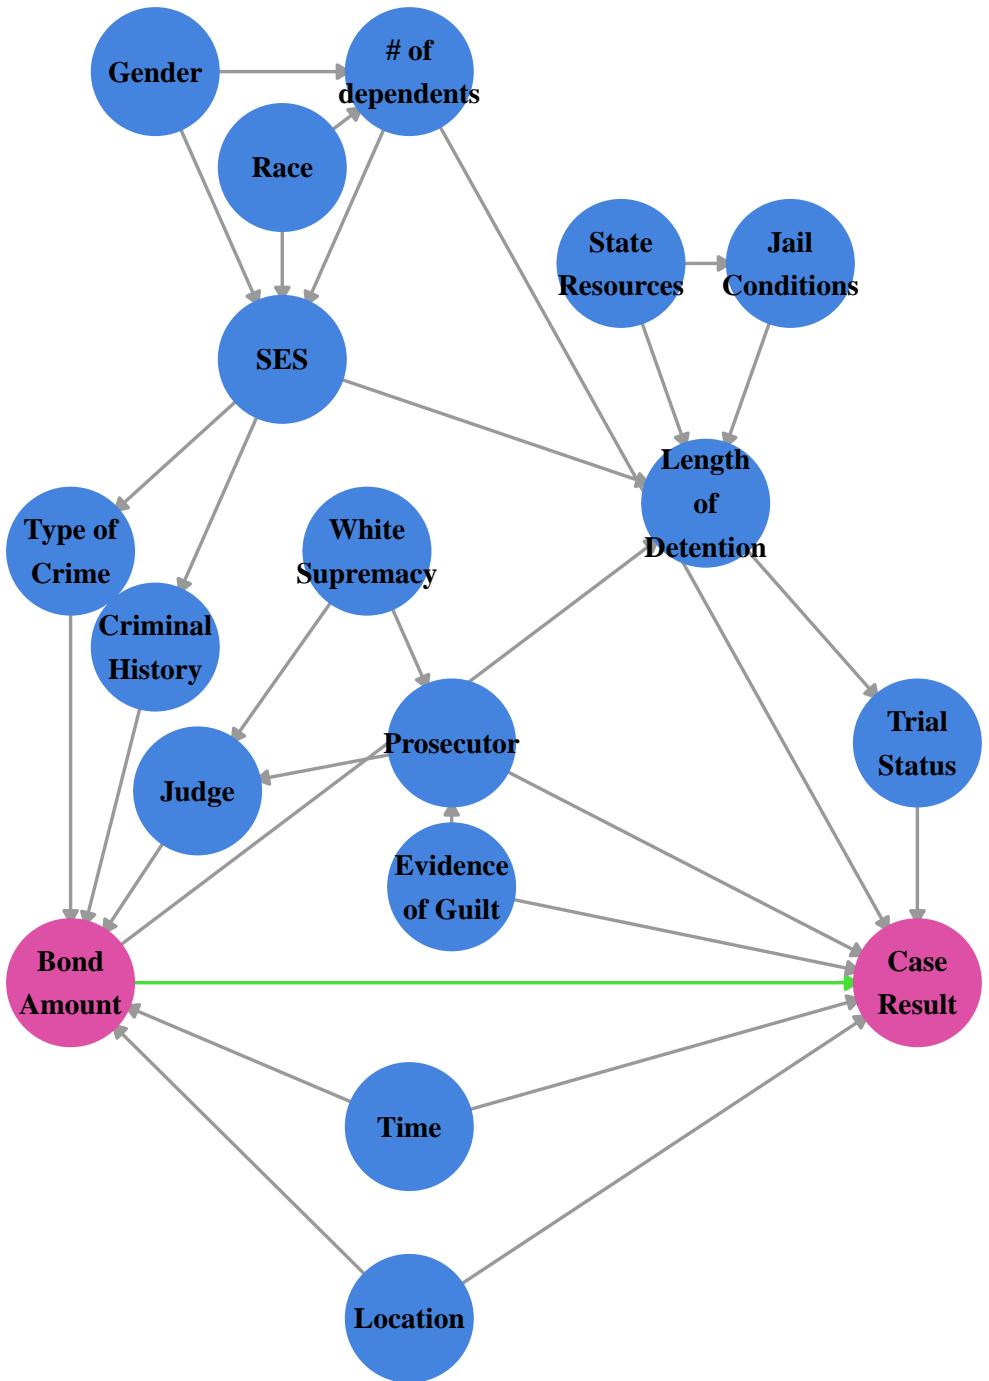 Gender
# of
dependents
Race
State
Resources
Jail
Conditions
SES
Length
of
Detention
Type of
Crime
White
Supremacy
Criminal
History
Prosecutor
Trial
Status
Judge
Evidence
of Guilt
Bond
Amount
Case
Result
Time
Location